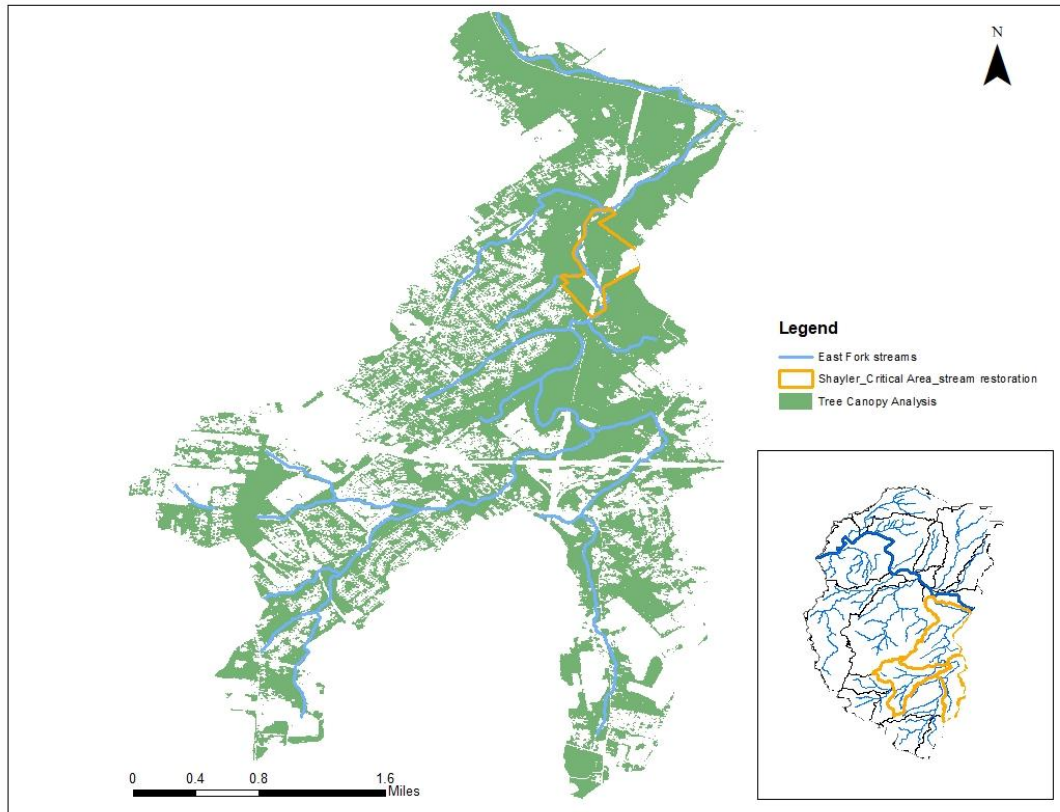 N
Legend
East Fork streams
Shayler_Critical Area_stream restoration
Tree Canopy Analysis
0 0.4 0.8 1.6
Miles